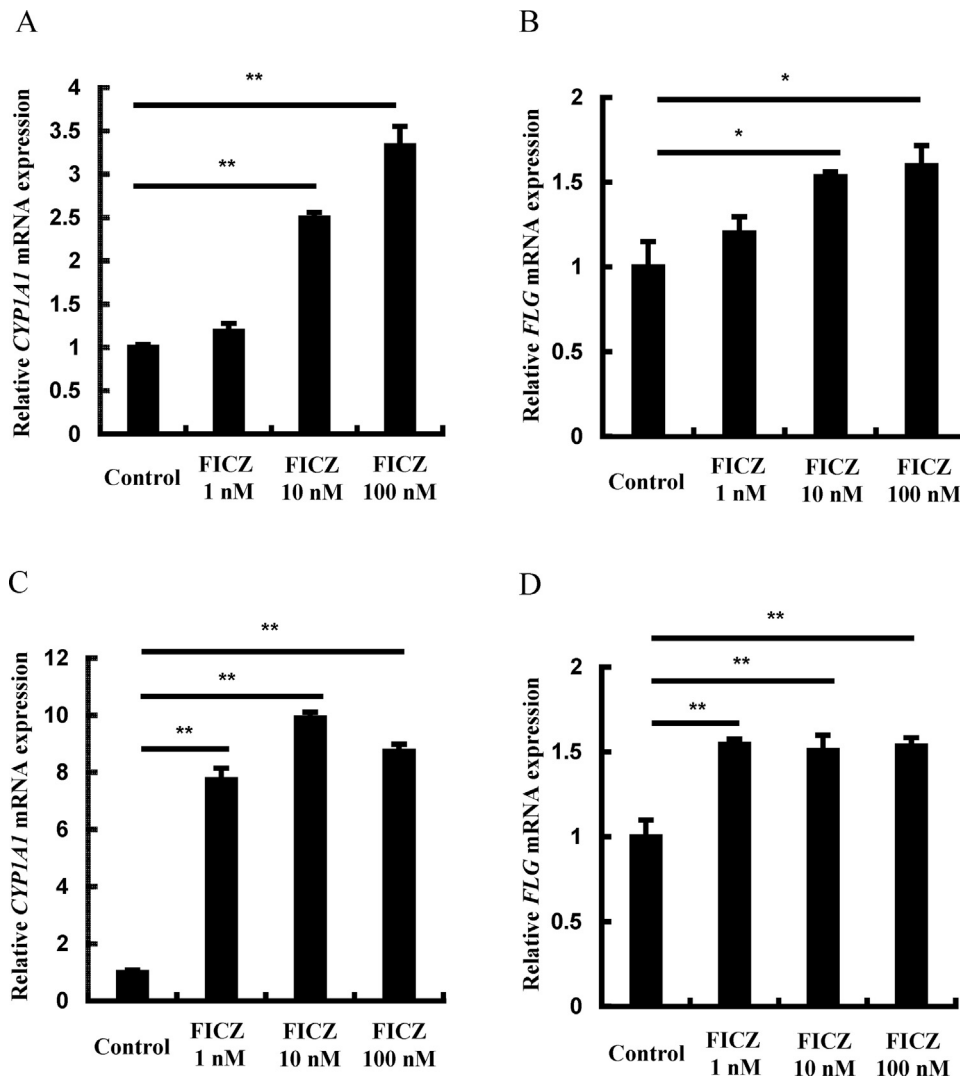 A
Relative CYP1A1 mRNA expression
4
3.5
3
2.5
2
1.5
1
0.5
0
**
**
Control
FICZ
1 nM
FICZ
10 nM
FICZ
100 nM
B
Relative FLG mRNA expression
2
1.5
1
0.5
0
*
*
Control
FICZ
1 nM
FICZ
10 nM
FICZ
100 nM
C
Relative CYP1A1 mRNA expression
12
10
8
6
4
2
0
**
**
**
Control
FICZ
1 nM
FICZ
10 nM
FICZ
100 nM
D
Relative FLG mRNA expression
2
1.5
1
0.5
0
**
**
**
Control
FICZ
1 nM
FICZ
10 nM
FICZ
100 nM